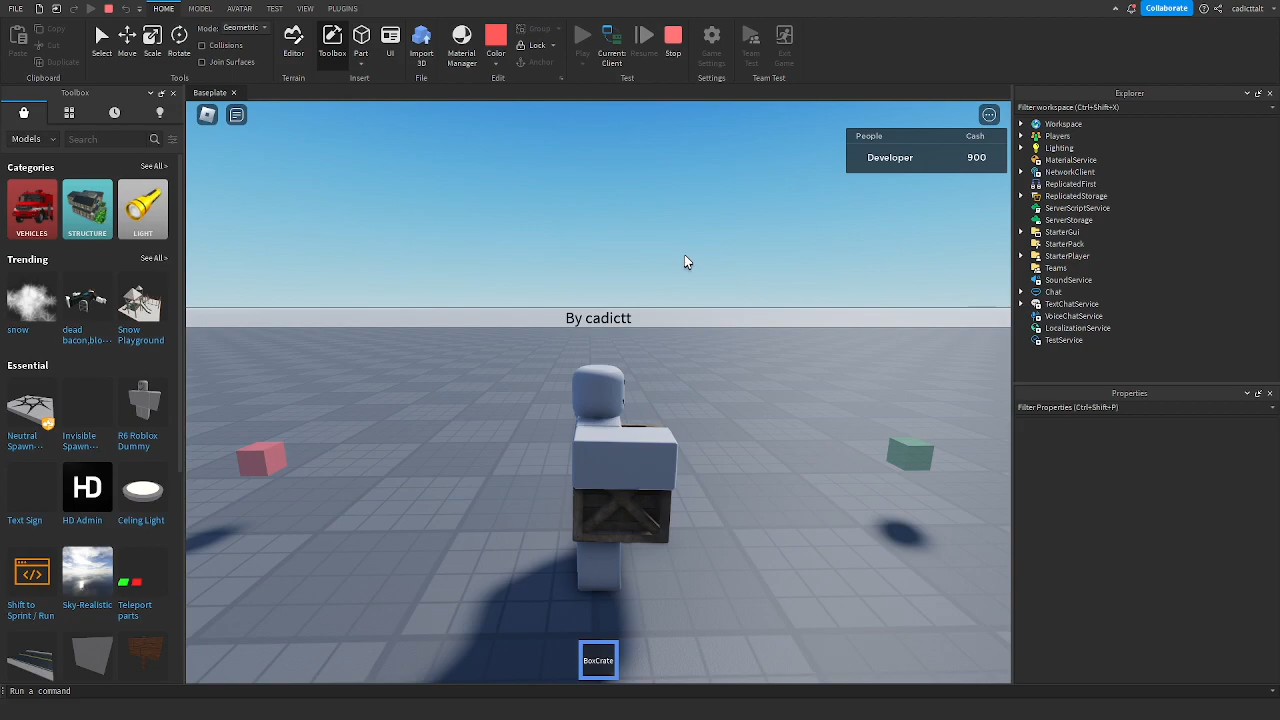 FILE
HOME
MODEL
AVATAR
TEST
VIEW
PLUGINS
Collaborate
cadicttalt
Paste
Copy
Cut
Duplicate
Clipboard
Select
Move
Scale
Rotate
Mode: Geometric
Collisions
Join Surfaces
Tools
Editor
Terrain
Toolbox
Part
UI
Insert
Import
3D
File
Material
Manager
Color
Group
Lock
Anchor
Edit
Play
Current:
Client
Resume
Stop
Test
Game
Settings
Settings
Team
Test
Exit
Game
Team Test
Toolbox
Models
Search
Categories
See All >
VEHICLES
STRUCTURE
LIGHT
Trending
See All >
snow
dead
bacon,blo···
Snow
Playground
Essential
Neutral
Spawn···
Invisible
Spawn···
R6 Roblox
Dummy
Text Sign
HD
HD Admin
Celing Light
Shift to
Sprint / Run
Sky-Realistic
Teleport
parts
Baseplate
People
Cash
Developer
900
By cadictt
BoxCrate
Explorer
Filter workspace (Ctrl+Shift+X)
Workspace
Players
Lighting
MaterialService
NetworkClient
ReplicatedFirst
ReplicatedStorage
ServerScriptService
ServerStorage
StarterGui
StarterPack
StarterPlayer
Teams
SoundService
Chat
TextChatService
VoiceChatService
LocalizationService
TestService
Properties
Filter Properties (Ctrl+Shift+P)
Run a command